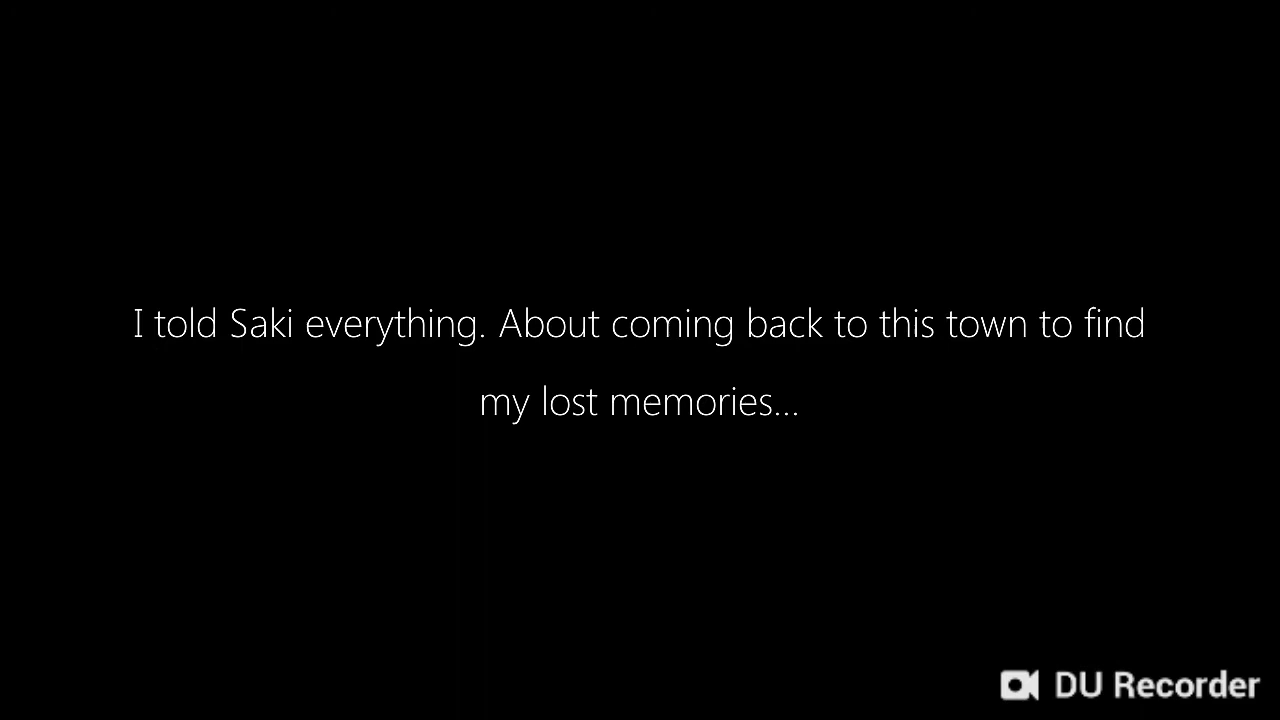 I told Saki everything. About coming back to this town to find
my lost memories...
DU Recorder